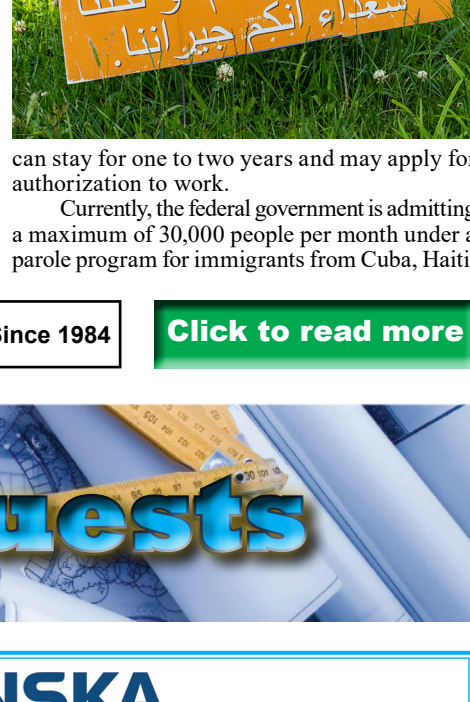 سعداء أنكم جيراننا.
can stay for one to two years and may apply for
authorization to work.
Currently, the federal government is admitting
a maximum of 30,000 people per month under a
parole program for immigrants from Cuba, Haiti
Since 1984
Click to read more
uests
NSKA